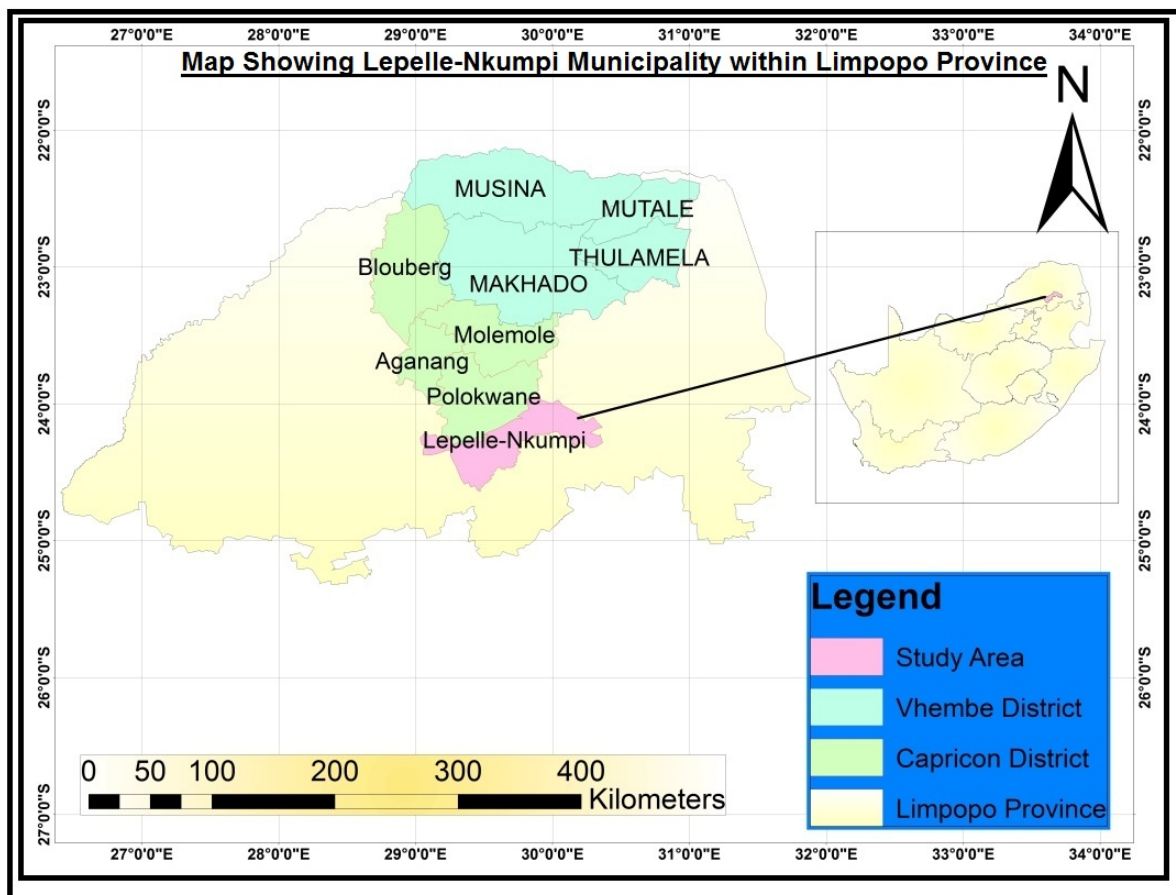 27°0'0"E 28°0'0"E 29°0'0"E 30°0'0"E 31°0'0"E 32°0'0"E 33°0'0"E 34°0'0"E
Map Showing Lepelle-Nkumpi Municipality within Limpopo Province
N
22°0'0"S 22°0'0"S
MUSINA
MUTALE
THULAMELA
Blouberg
23°0'0"S 23°0'0"S
MAKHADO
Molemole
Aganang
Polokwane
24°0'0"S 24°0'0"S
Lepelle-Nkumpi
25°0'0"S 25°0'0"S
Legend
Study Area
Vhembe District
Capricon District
Limpopo Province
26°0'0"S 26°0'0"S
0 50 100 200 300 400
Kilometers
27°0'0"S 27°0'0"S
27°0'0"E 28°0'0"E 29°0'0"E 30°0'0"E 31°0'0"E 32°0'0"E 33°0'0"E 34°0'0"E